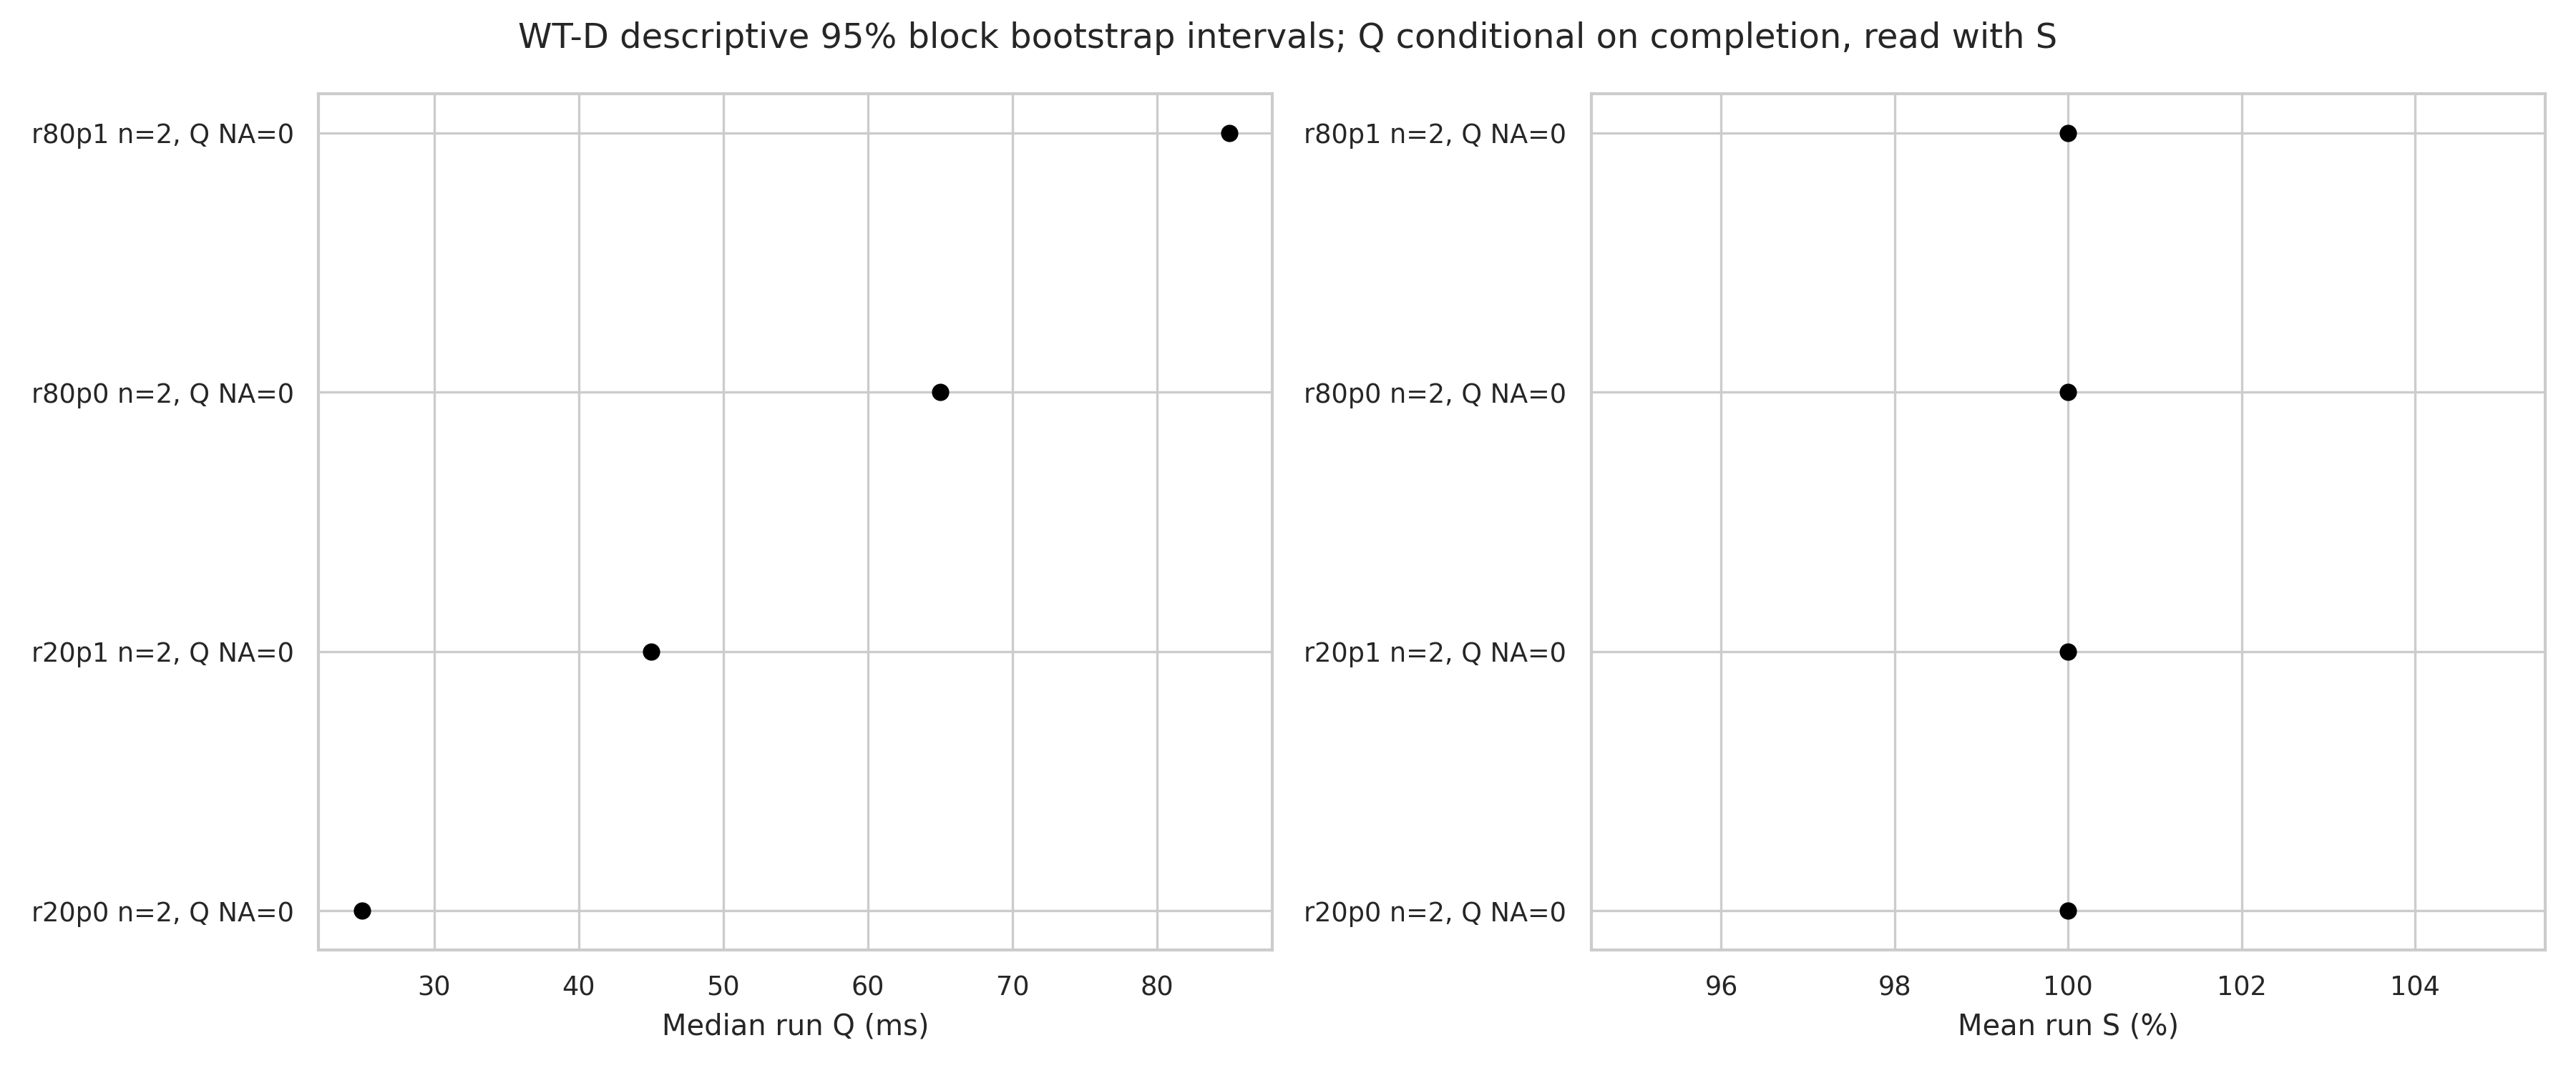 WT-D descriptive 95% block bootstrap intervals; Q conditional on completion, read with S
r80p1 n=2, Q NA=0
r80p0 n=2, Q NA=0
r20p1 n=2, Q NA=0
r20p0 n=2, Q NA=0
30 40 50 60 70 80
Median run Q (ms)
r80p1 n=2, Q NA=0
r80p0 n=2, Q NA=0
r20p1 n=2, Q NA=0
r20p0 n=2, Q NA=0
96 98 100 102 104
Mean run S (%)